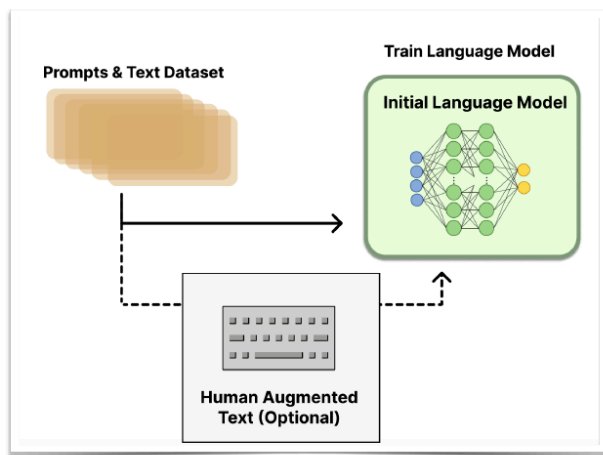 Prompts & Text Dataset
Train Language Model
Initial Language Model
Human Augmented
Text (Optional)